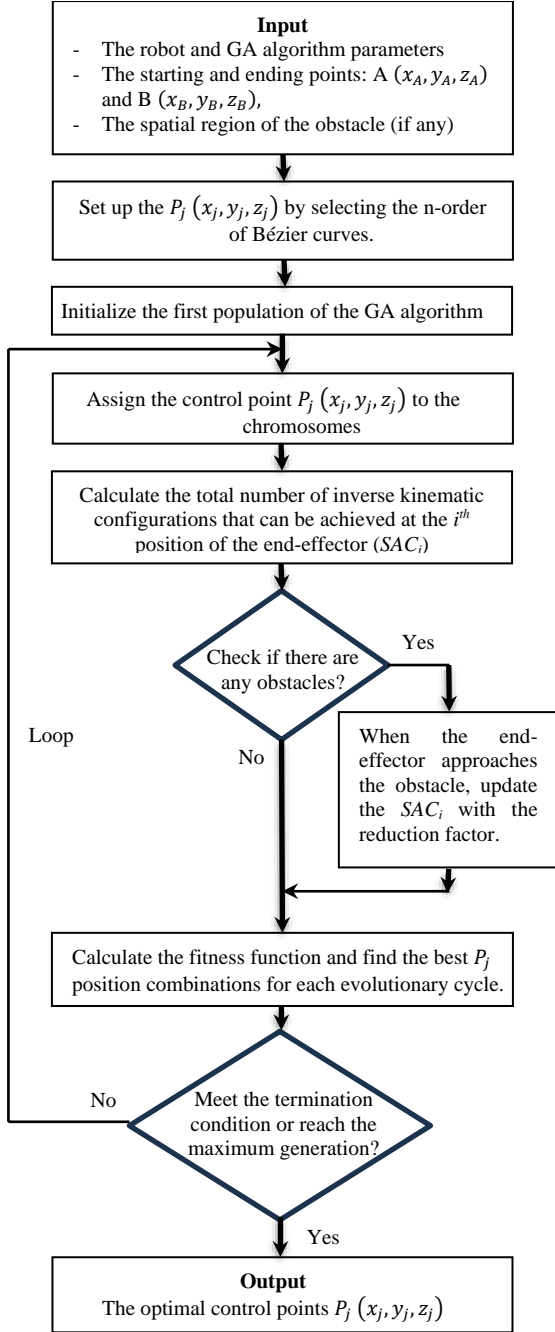 Input
- The robot and GA algorithm parameters
- The starting and ending points: A (x_A, y_A, z_A)
and B (x_B, y_B, z_B),
- The spatial region of the obstacle (if any)
Set up the P_j (x_j, y_j, z_j) by selecting the n-order
of Bézier curves.
Initialize the first population of the GA algorithm
Assign the control point P_j (x_j, y_j, z_j) to the
chromosomes
Calculate the total number of inverse kinematic
configurations that can be achieved at the i^th
position of the end-effector (SAC_i)
Check if there are
any obstacles?
Yes
No
When the end-
effector approaches
the obstacle, update
the SAC_i with the
reduction factor.
Loop
Calculate the fitness function and find the best P_j
position combinations for each evolutionary cycle.
Meet the termination
condition or reach the
maximum generation?
No
Yes
Output
The optimal control points P_j (x_j, y_j, z_j)